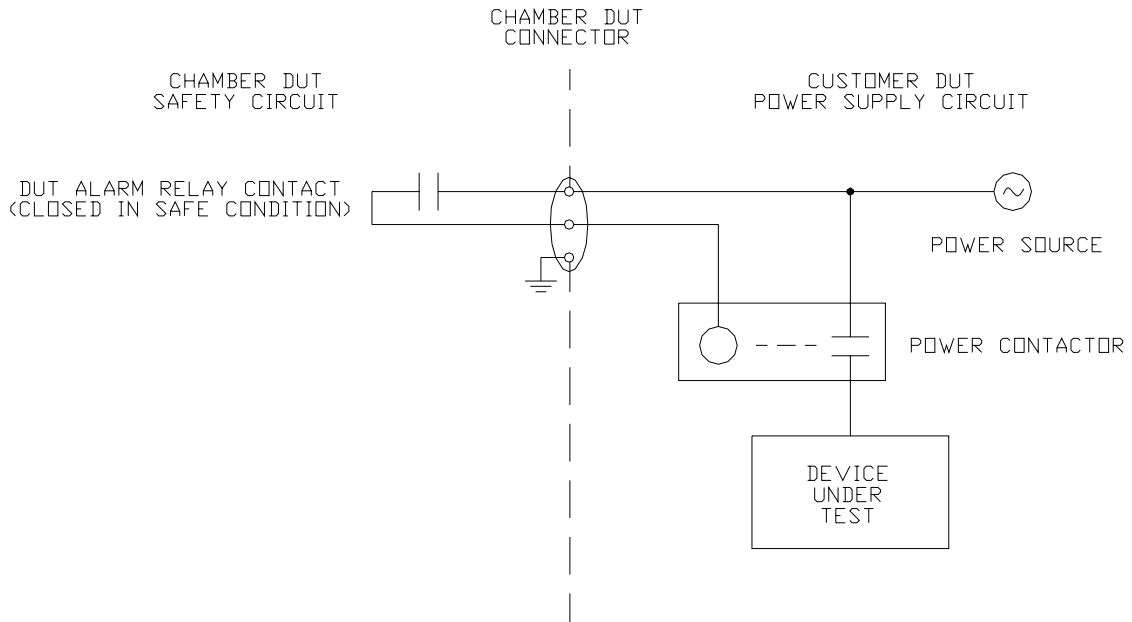 CHAMBER DUT
CONNECTOR
CHAMBER DUT
SAFETY CIRCUIT
CUSTOMER DUT
POWER SUPPLY CIRCUIT
DUT ALARM RELAY CONTACT
(CLOSED IN SAFE CONDITION)
POWER SOURCE
POWER CONTACTOR
DEVICE
UNDER
TEST